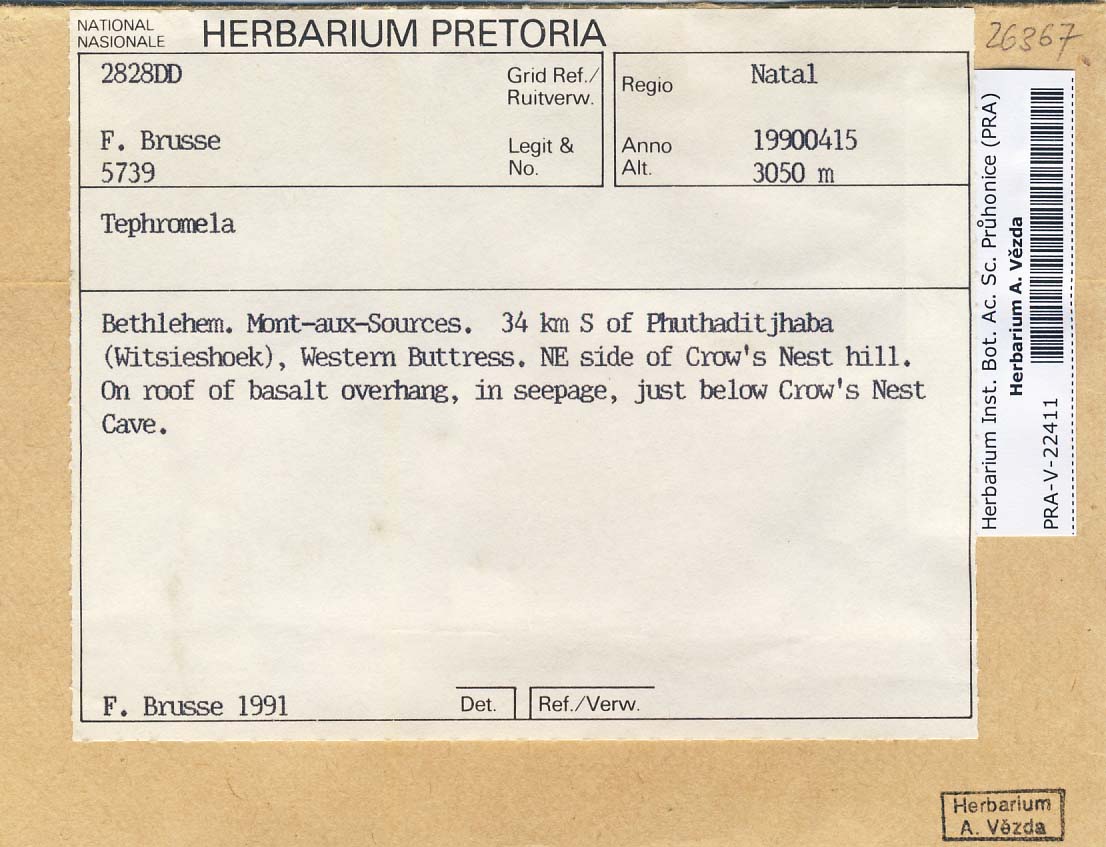 NATIONAL
NASIONALE
HERBARIUM PRETORIA
26367
2828DD
Grid Ref./
Ruitverw.
Regio
Natal
F. Brusse
5739
Legit &
No.
Anno
19900415
Alt.
3050 m
Tephromela
Bethlehem. Mont-aux-Sources. 34 km S of Phuthaditjhaba
(Witsieshoek), Western Buttress. NE side of Crow's Nest hill.
On roof of basalt overhang, in seepage, just below Crow's Nest
Cave.
F. Brusse 1991
Det.
Ref./Verw.
Herbarium Inst. Bot. Ac. Sc. Průhonice (PRA)
Herbarium A. Vězda
PRA-V-22411
Herbarium
A. Vězda